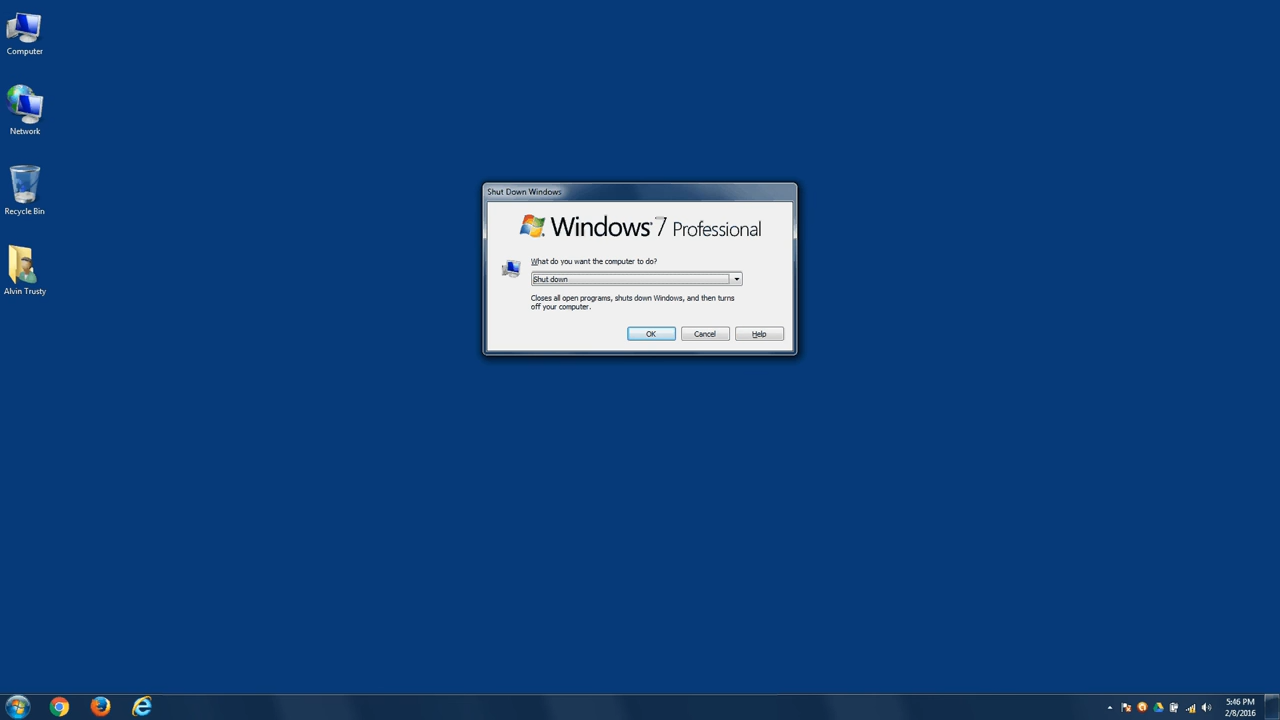 Computer
Network
Recycle Bin
Alvin Trusty
Shut Down Windows
Windows 7 Professional
What do you want the computer to do?
Shut down
Closes all open programs, shuts down Windows, and then turns
off your computer.
OK
Cancel
Help
5:46 PM
2/8/2016